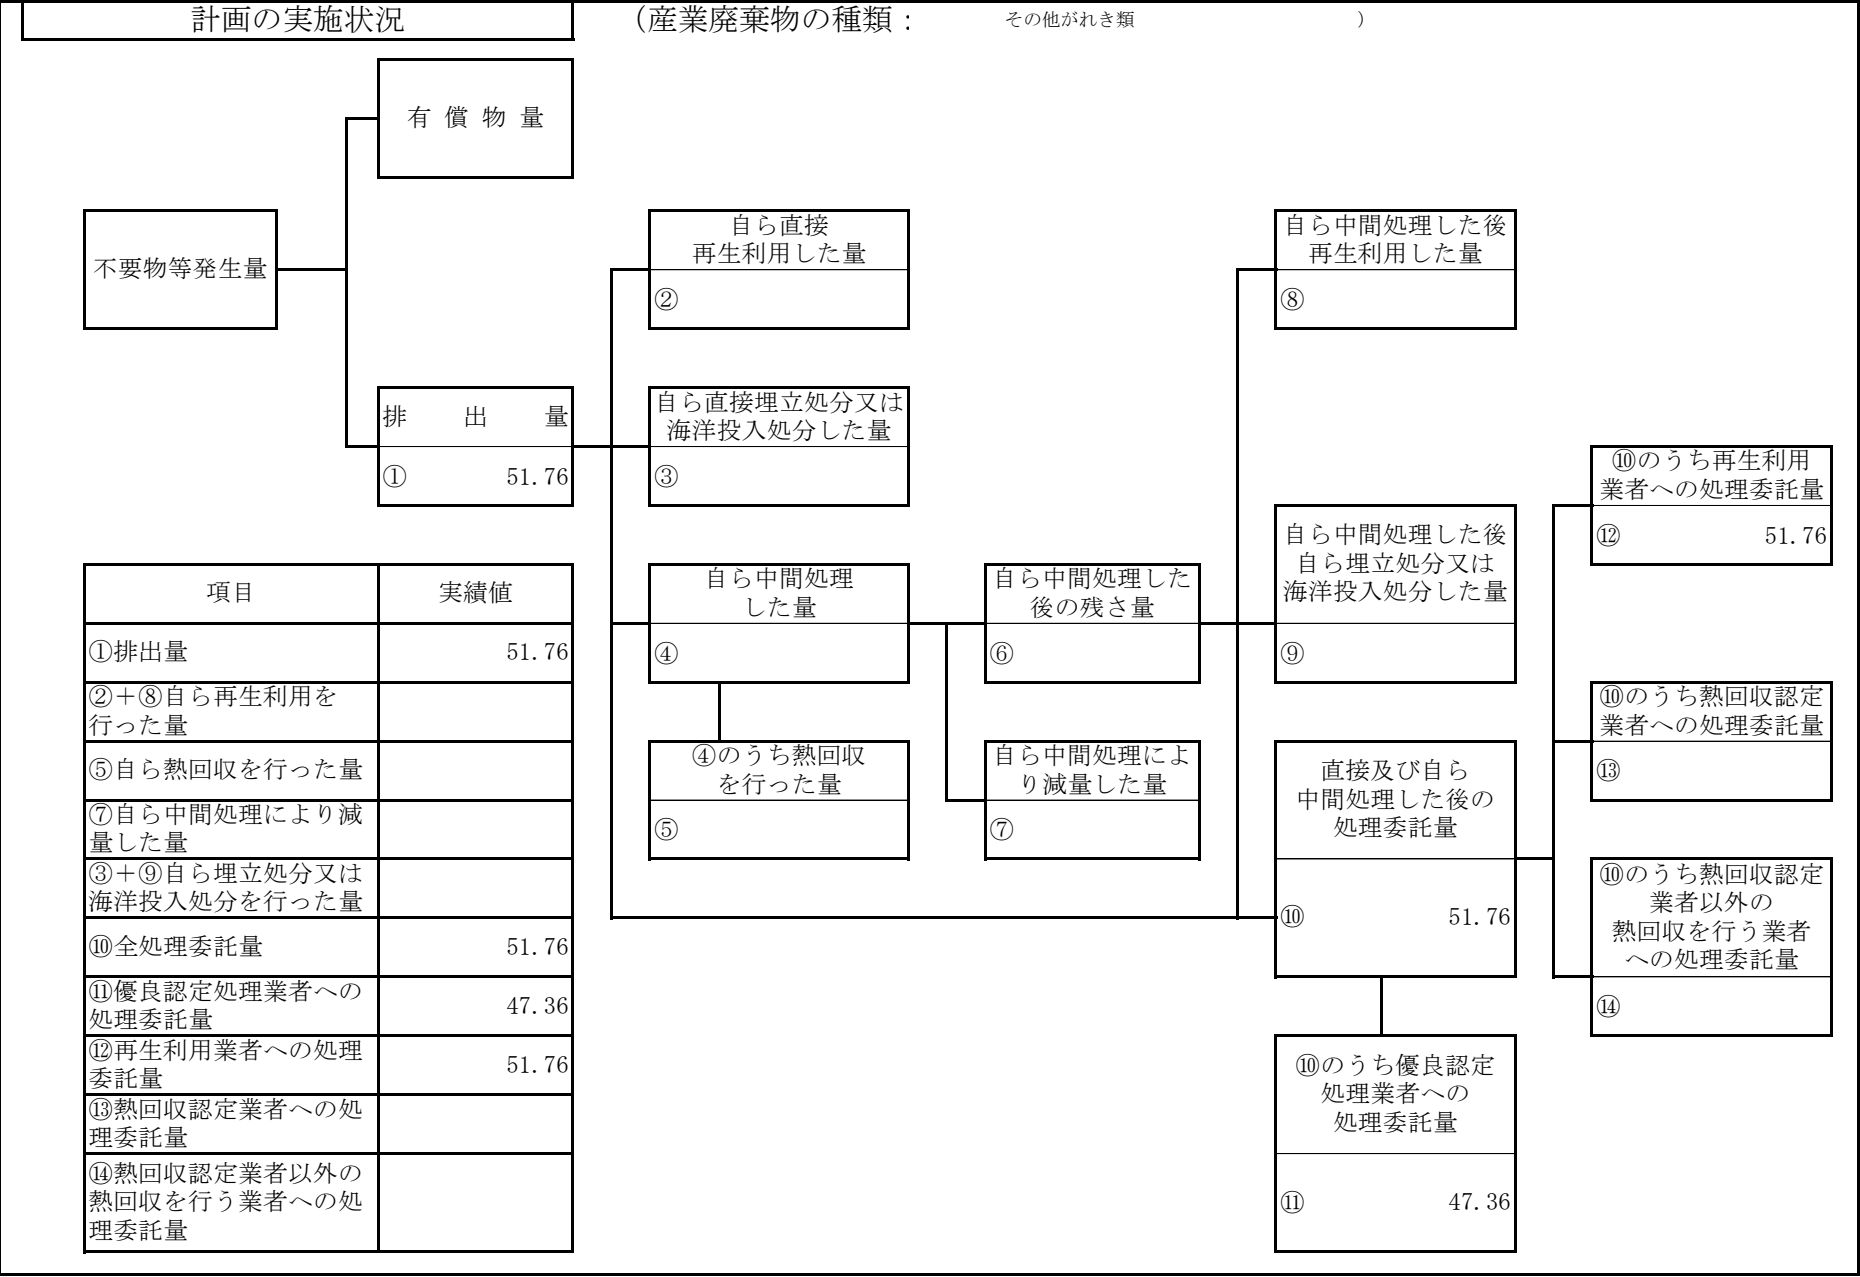 計画の実施状況
（産業廃棄物の種類： その他がれき類 ）
有 償 物 量
不要物等発生量
自ら直接
再生利用した量
②
自ら中間処理した後
再生利用した量
⑧
排 出 量
① 51.76
自ら直接埋立処分又は
海洋投入処分した量
③
⑩のうち再生利用
業者への処理委託量
⑫ 51.76
自ら中間処理した後
自ら埋立処分又は
海洋投入処分した量
⑨
自ら中間処理
した量
④
自ら中間処理した
後の残さ量
⑥
④のうち熱回収
を行った量
⑤
自ら中間処理によ
り減量した量
⑦
⑩のうち熱回収認定
業者への処理委託量
⑬
直接及び自ら
中間処理した後の
処理委託量
⑩ 51.76
⑩のうち熱回収認定
業者以外の
熱回収を行う業者
への処理委託量
⑭
⑩のうち優良認定
処理業者への
処理委託量
⑪ 47.36
項目 実績値
①排出量 51.76
②＋⑧自ら再生利用を
行った量
⑤自ら熱回収を行った量
⑦自ら中間処理により減
量した量
③＋⑨自ら埋立処分又は
海洋投入処分を行った量
⑩全処理委託量 51.76
⑪優良認定処理業者への
処理委託量 47.36
⑫再生利用業者への処理
委託量 51.76
⑬熱回収認定業者への処
理委託量
⑭熱回収認定業者以外の
熱回収を行う業者への処
理委託量